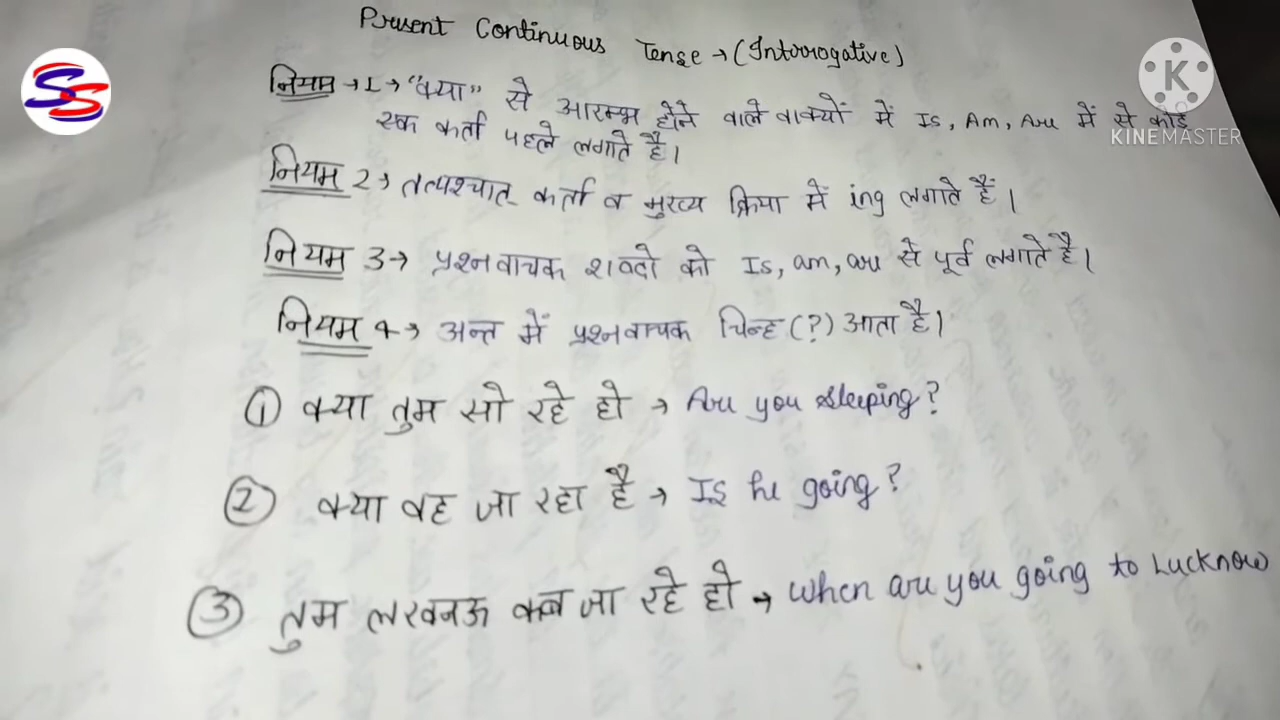 Present Continuous Tense → (Interrogative)
नियम → 1 → "क्या" से आरम्भ होने वाले वाक्यों में Is, Am, Are में से कोई
एक कर्ता पहले लगाते है।
नियम 2 → तत्पश्चात् कर्ता व मुख्य क्रिया में ing लगाते हैं।
नियम 3 → प्रश्नवाचक शब्दो को Is, am, are से पूर्व लगाते है।
नियम 4 → अन्त में प्रश्नवाचक चिन्ह (?) आता है।
① क्या तुम सो रहे हो → Are you sleeping?
② क्या वह जा रहा है → Is he going?
③ तुम लखनऊ कब जा रहे हो → When are you going to Lucknow
SS
K
KINEMASTER